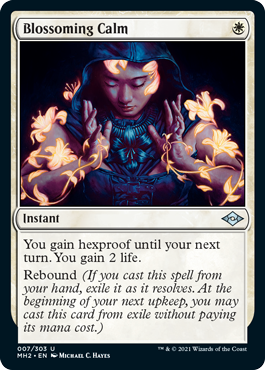 Blossoming Calm
Instant
You gain hexproof until your next
turn. You gain 2 life.
Rebound (If you cast this spell from
your hand, exile it as it resolves. At the
beginning of your next upkeep, you may
cast this card from exile without paying
its mana cost.)
007/303 U
MH2 • EN Michael C. Hayes
™ & © 2021 Wizards of the Coast